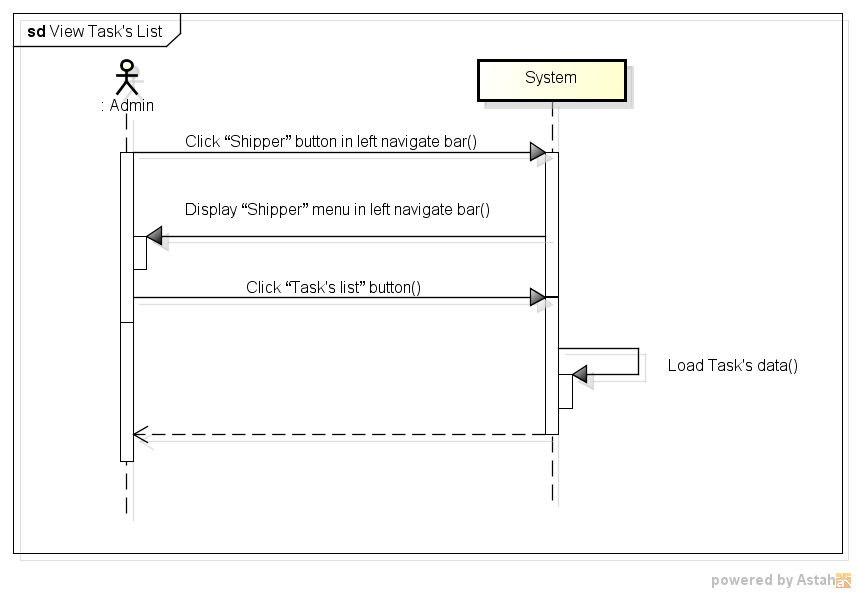 sd View Task's List
: Admin
System
Click “Shipper” button in left navigate bar()
Display “Shipper” menu in left navigate bar()
Click “Task's list” button()
Load Task's data()
powered by Astah